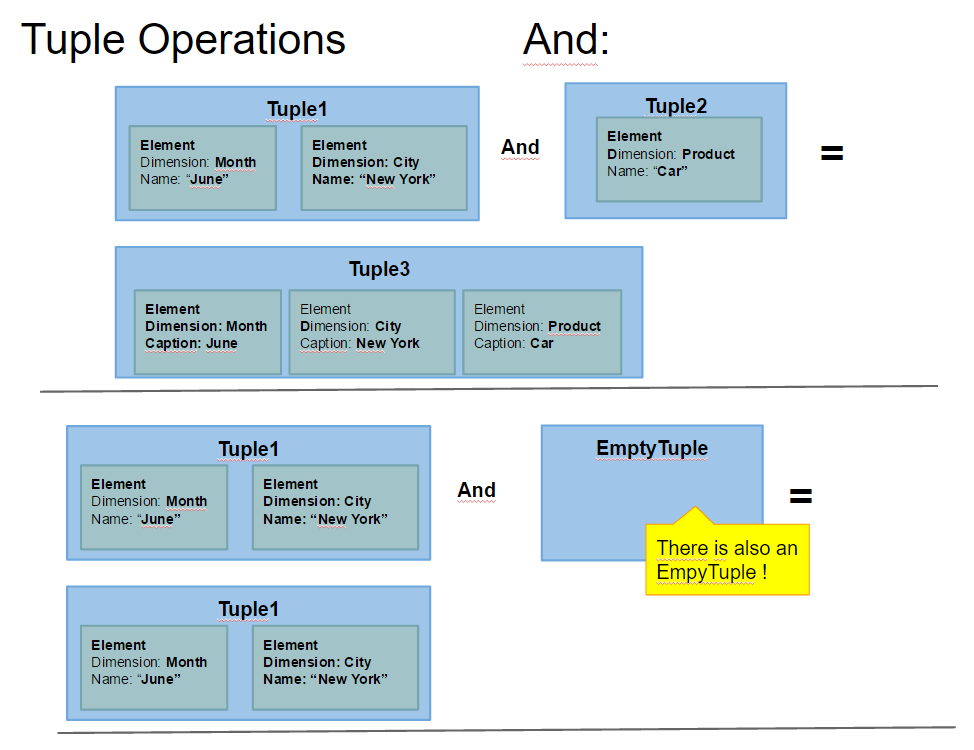 Tuple Operations
And:
Tuple1
Element
Dimension: Month
Name: “June”
Element
Dimension: City
Name: “New York”
And
Tuple2
Element
Dimension: Product
Name: “Car”
=
Tuple3
Element
Dimension: Month
Caption: June
Element
Dimension: City
Caption: New York
Element
Dimension: Product
Caption: Car
Tuple1
Element
Dimension: Month
Name: “June”
Element
Dimension: City
Name: “New York”
And
EmptyTuple
=
There is also an
EmpyTuple !
Tuple1
Element
Dimension: Month
Name: “June”
Element
Dimension: City
Name: “New York”